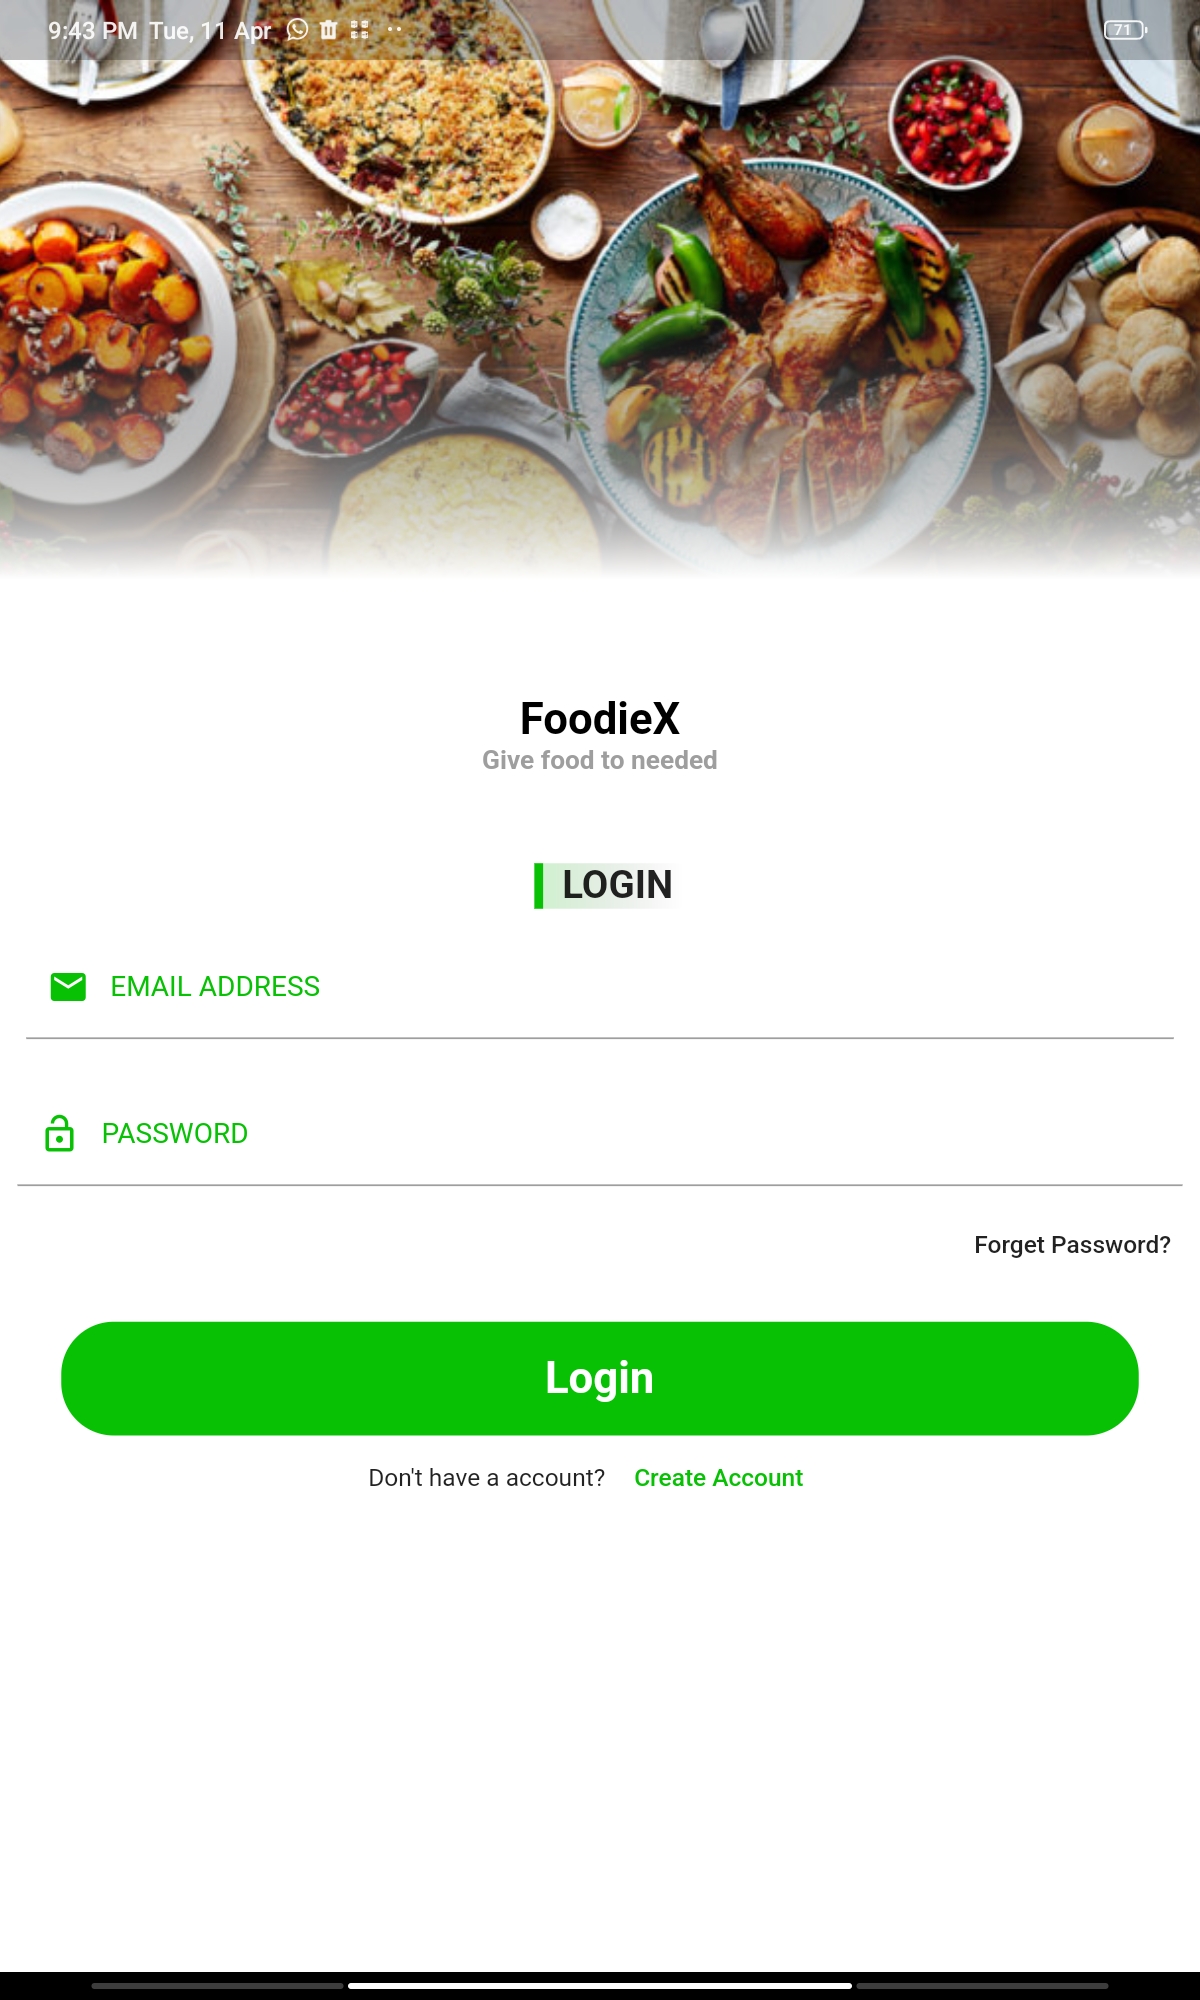 9:43 PM Tue, 11 Apr
71
FoodieX
Give food to needed
LOGIN
EMAIL ADDRESS
PASSWORD
Forget Password?
Login
Don't have a account? Create Account